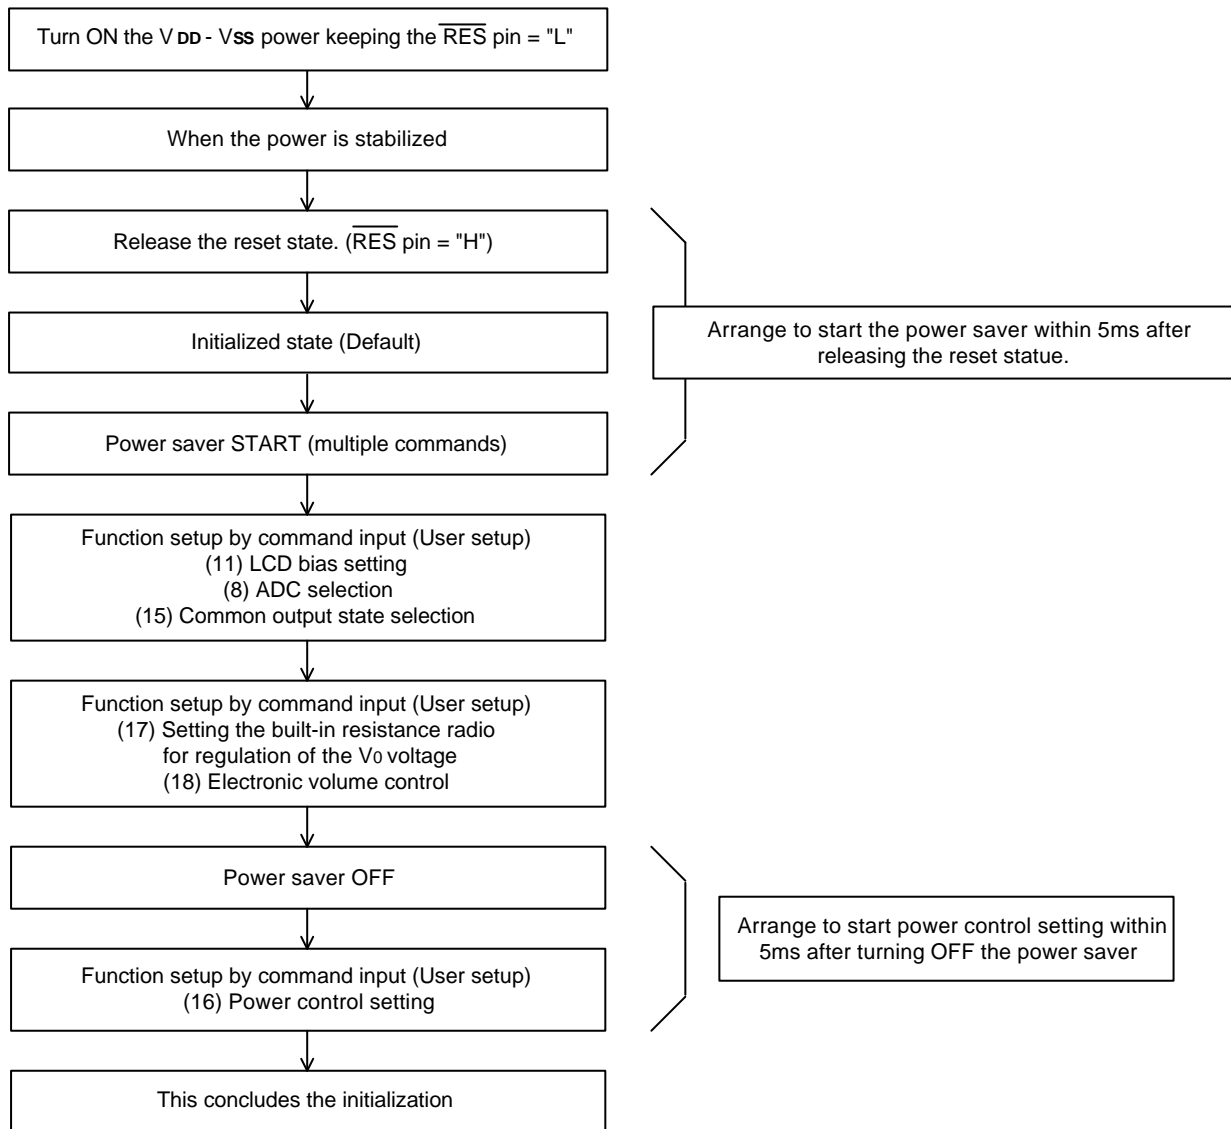 Turn ON the VDD - VSS power keeping the RES pin = "L"
When the power is stabilized
Release the reset state. (RES pin = "H")
Initialized state (Default)
Arrange to start the power saver within 5ms after
releasing the reset statue.
Power saver START (multiple commands)
Function setup by command input (User setup)
(11) LCD bias setting
(8) ADC selection
(15) Common output state selection
Function setup by command input (User setup)
(17) Setting the built-in resistance radio
for regulation of the V0 voltage
(18) Electronic volume control
Power saver OFF
Arrange to start power control setting within
5ms after turning OFF the power saver
Function setup by command input (User setup)
(16) Power control setting
This concludes the initialization